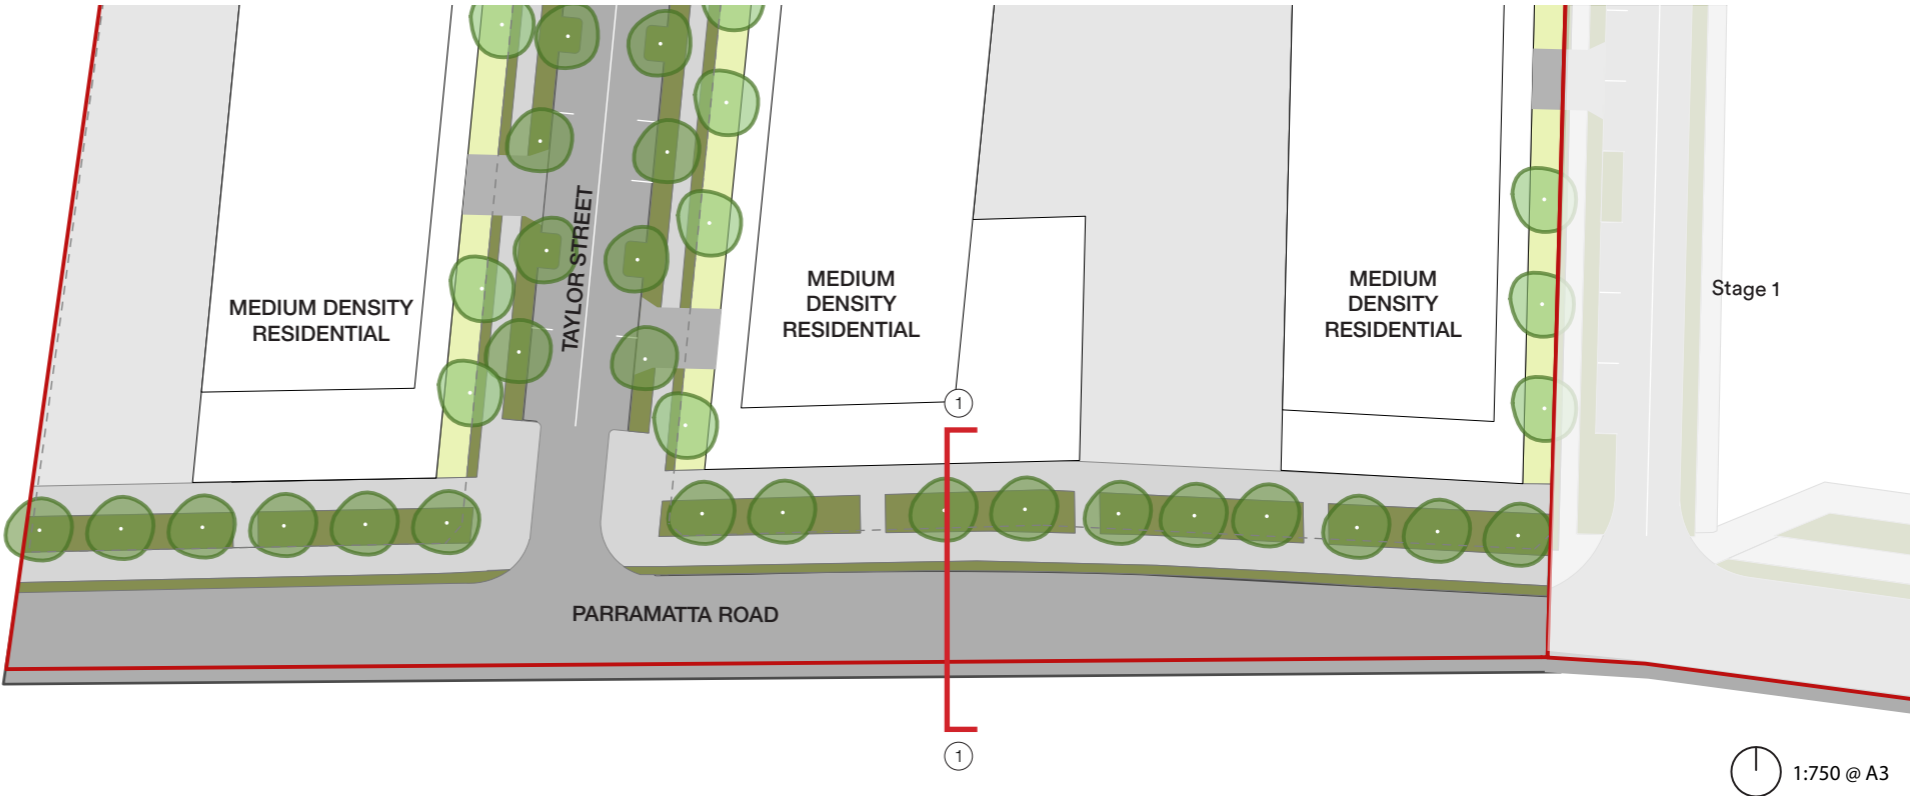 TAYLOR STREET
MEDIUM DENSITY
RESIDENTIAL
MEDIUM
DENSITY
RESIDENTIAL
MEDIUM
DENSITY
RESIDENTIAL
Stage 1
1
PARRAMATTA ROAD
1
1:750 @ A3